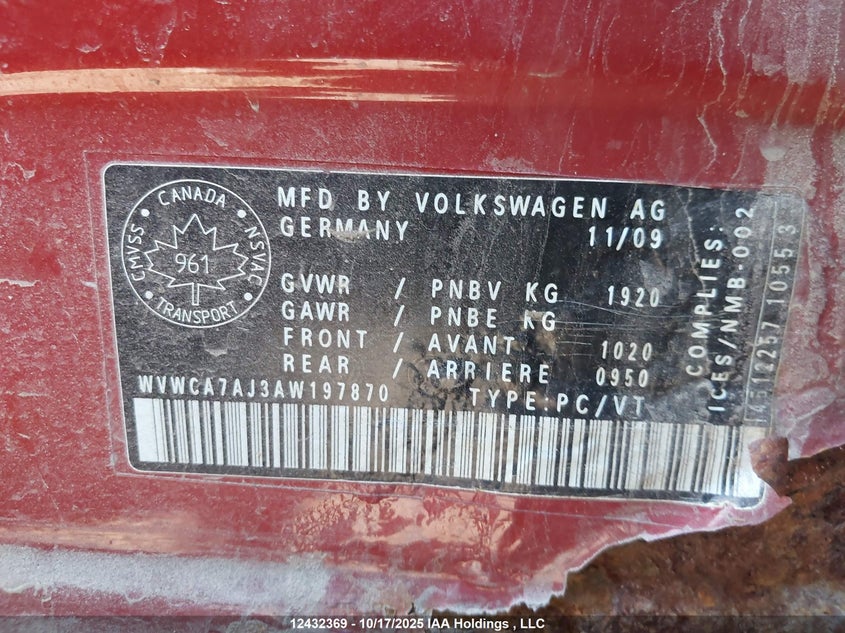 CANADA
CMVSS
NSVAC
961
TRANSPORT
MFD BY VOLKSWAGEN AG
GERMANY 11/09
GVWR / PNBV KG 1920
GAWR / PNBE KG
FRONT / AVANT 1020
REAR / ARRIERE 0950
WVWCA7AJ3AW197870 TYPE:PC/VT
COMPLIES:
ICES/NMB-002
10553
12432369 - 10/17/2025 IAA Holdings , LLC